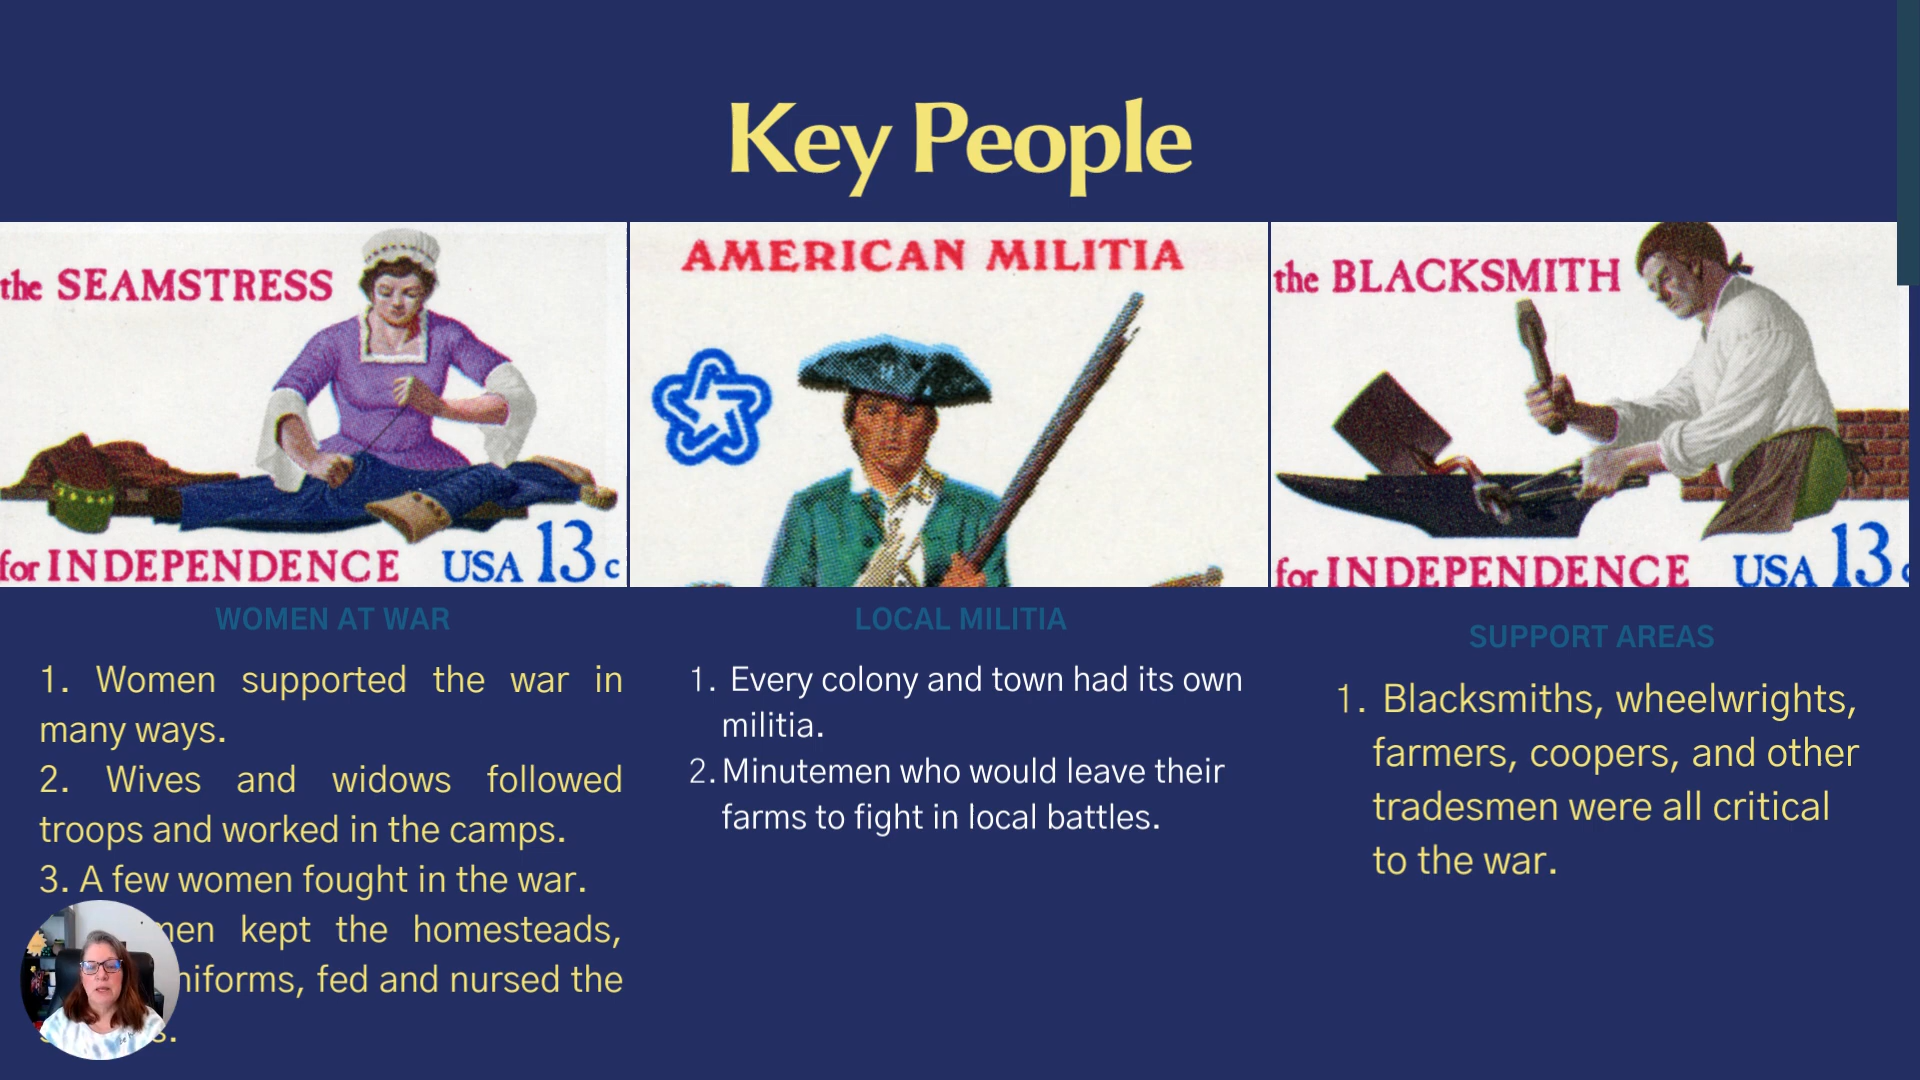 Key People
the SEAMSTRESS
for INDEPENDENCE USA 13c
AMERICAN MILITIA
the BLACKSMITH
for INDEPENDENCE USA 13c
WOMEN AT WAR
1. Women supported the war in
many ways.
2. Wives and widows followed
troops and worked in the camps.
3. A few women fought in the war.
kept the homesteads,
fed and nursed the
LOCAL MILITIA
1. Every colony and town had its own
militia.
2. Minutemen who would leave their
farms to fight in local battles.
SUPPORT AREAS
1. Blacksmiths, wheelwrights,
farmers, coopers, and other
tradesmen were all critical
to the war.